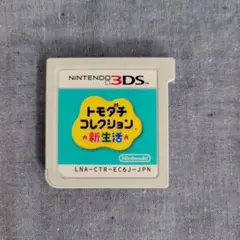 NINTENDO 3DS™
トモダチ
コレクション
新生活
Nintendo
LNA-CTR-EC6J-JPN